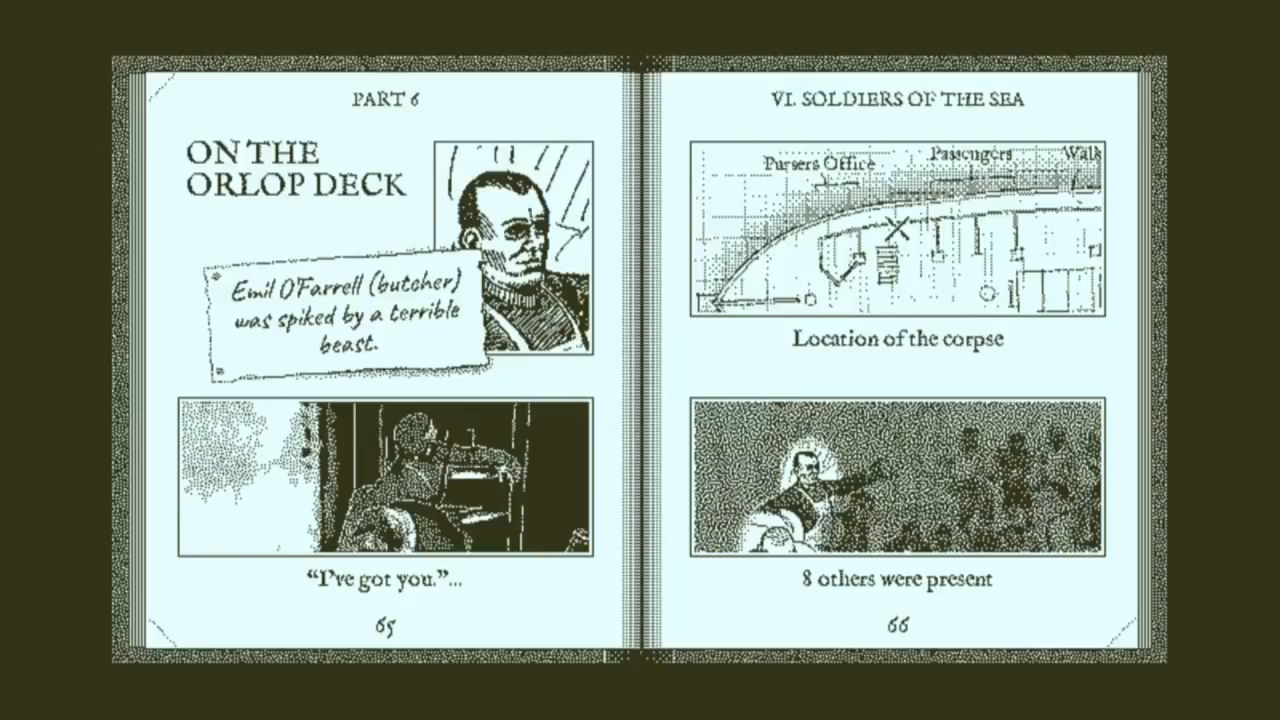 PART 6
ON THE
ORLOP DECK
Emil O'Farrell (butcher)
was spiked by a terrible
beast.
"I've got you."...
65
VI. SOLDIERS OF THE SEA
Pursers Office
Passengers
Walk
Location of the corpse
8 others were present
66